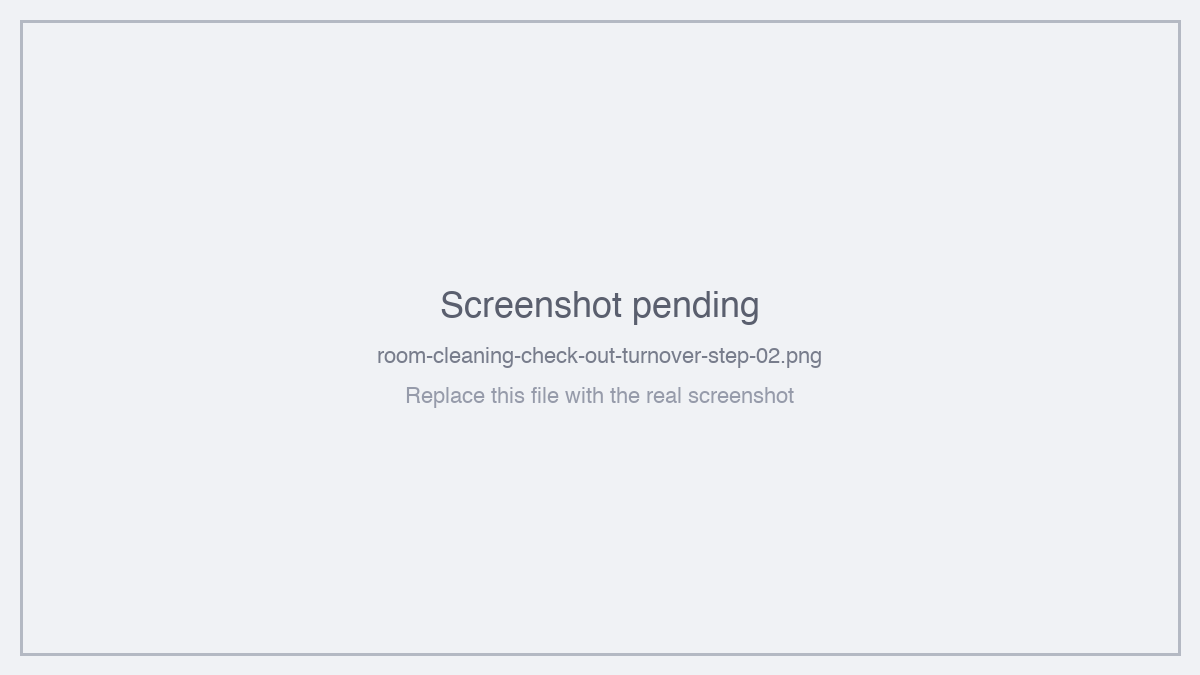 Screenshot pending
room-cleaning-check-out-turnover-step-02.png
Replace this file with the real screenshot